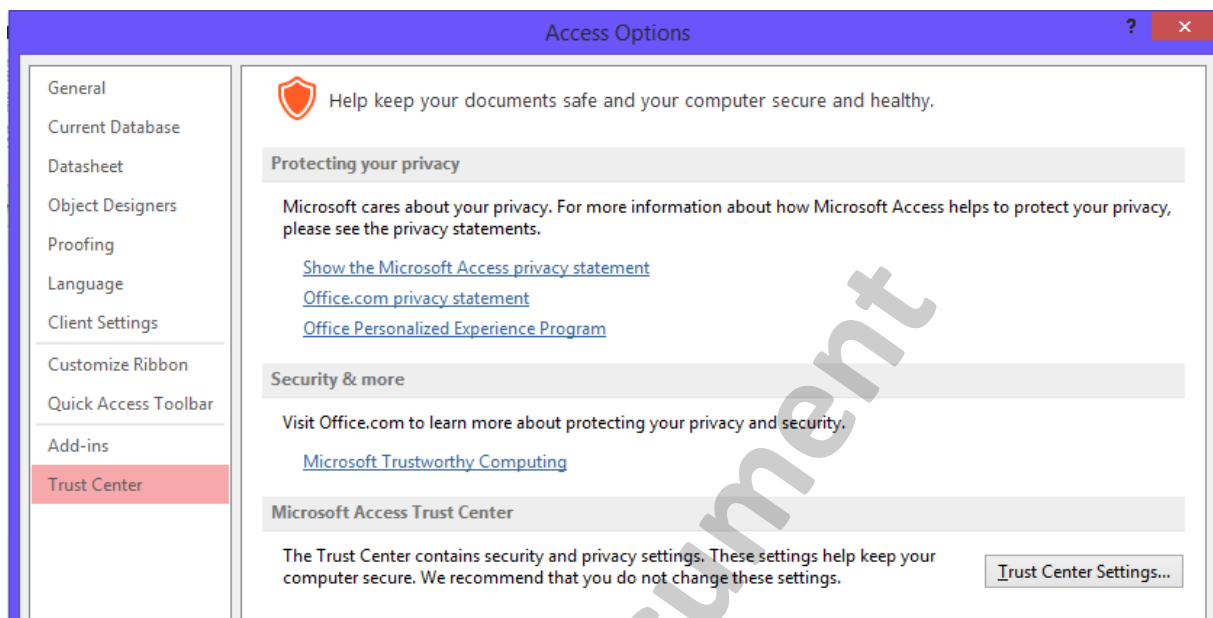 Access Options
?
General
Current Database
Datasheet
Object Designers
Proofing
Language
Client Settings
Customize Ribbon
Quick Access Toolbar
Add-ins
Trust Center
Help keep your documents safe and your computer secure and healthy.
Protecting your privacy
Microsoft cares about your privacy. For more information about how Microsoft Access helps to protect your privacy,
please see the privacy statements.
Show the Microsoft Access privacy statement
Office.com privacy statement
Office Personalized Experience Program
Security & more
Visit Office.com to learn more about protecting your privacy and security.
Microsoft Trustworthy Computing
Microsoft Access Trust Center
The Trust Center contains security and privacy settings. These settings help keep your
computer secure. We recommend that you do not change these settings.
Trust Center Settings...